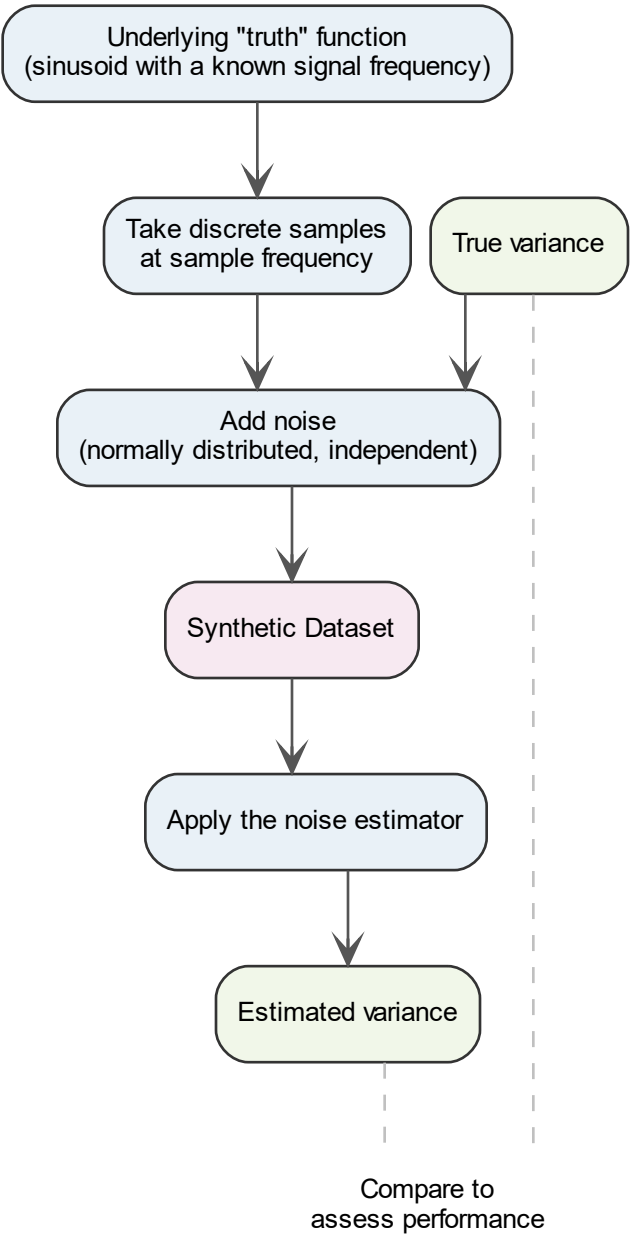 Underlying "truth" function
(sinusoid with a known signal frequency)
Take discrete samples
at sample frequency
True variance
Add noise
(normally distributed, independent)
Synthetic Dataset
Apply the noise estimator
Estimated variance
Compare to
assess performance